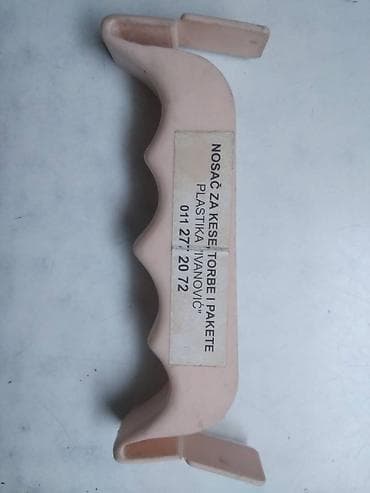 NOSAČ ZA KESE, TORBE I PAKETE
PLASTIKA "IVANOVIĆ"
011 27 20 72